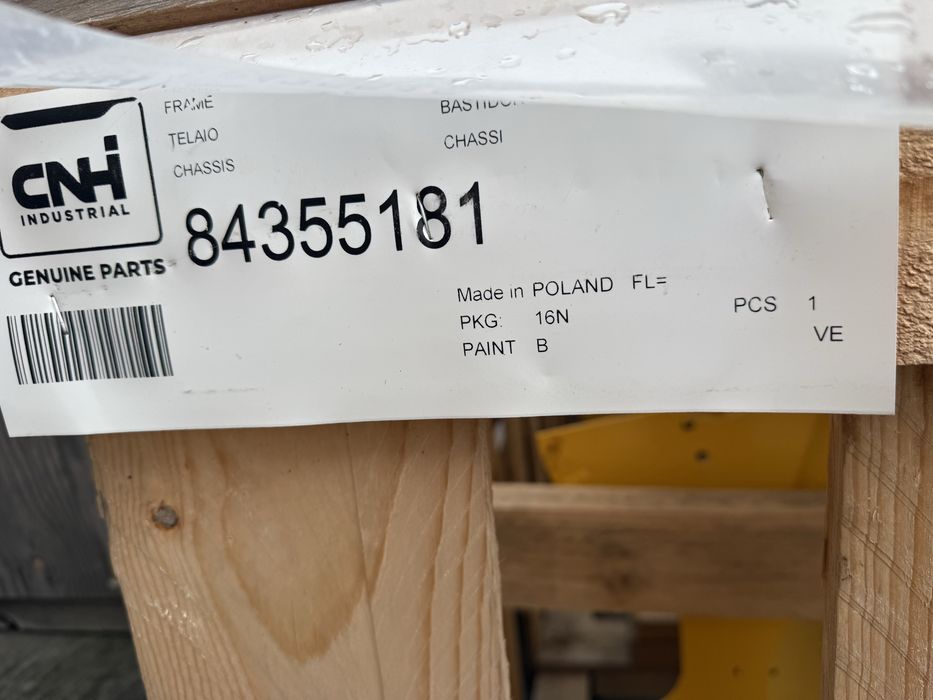 CNH
INDUSTRIAL
GENUINE PARTS
FRAME
TELAIO
CHASSIS
CHASSI
84355181
Made in POLAND FL=
PKG: 16N
PAINT B
PCS 1
VE